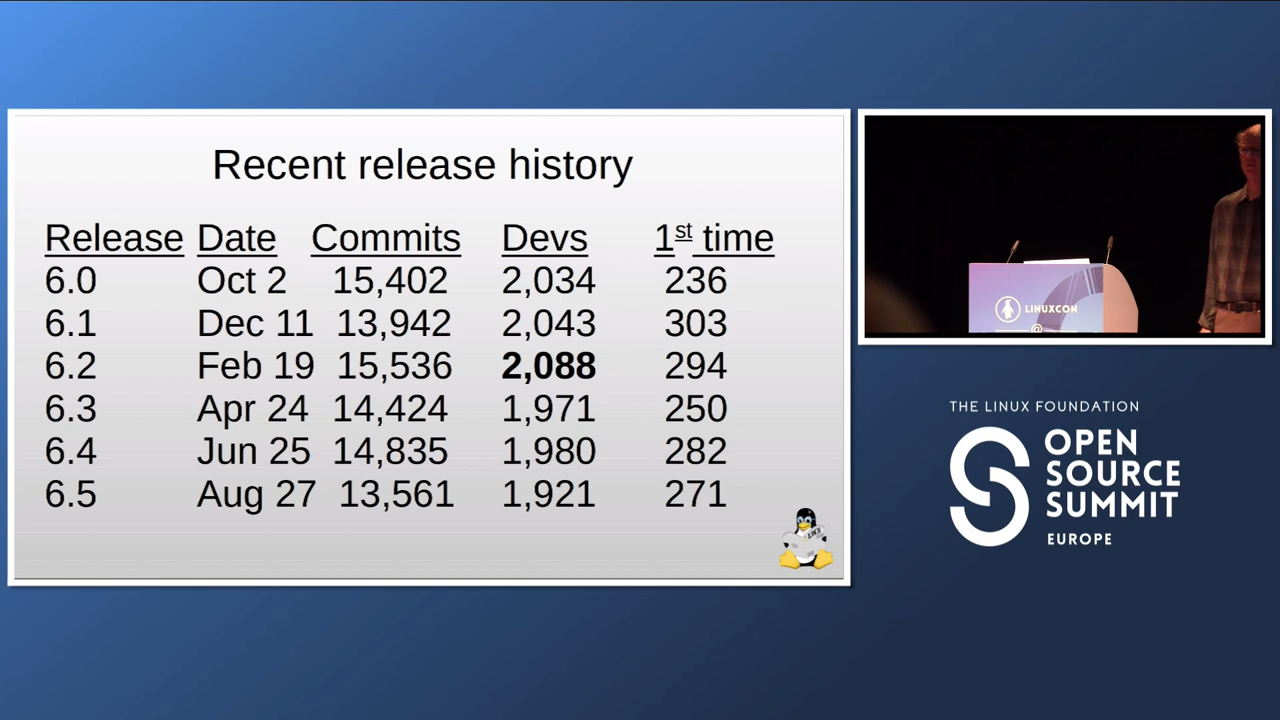 Recent release history
Release Date Commits Devs 1st time
6.0 Oct 2 15,402 2,034 236
6.1 Dec 11 13,942 2,043 303
6.2 Feb 19 15,536 2,088 294
6.3 Apr 24 14,424 1,971 250
6.4 Jun 25 14,835 1,980 282
6.5 Aug 27 13,561 1,921 271
LINUXCON
@
THE LINUX FOUNDATION
OPEN
SOURCE
SUMMIT
EUROPE